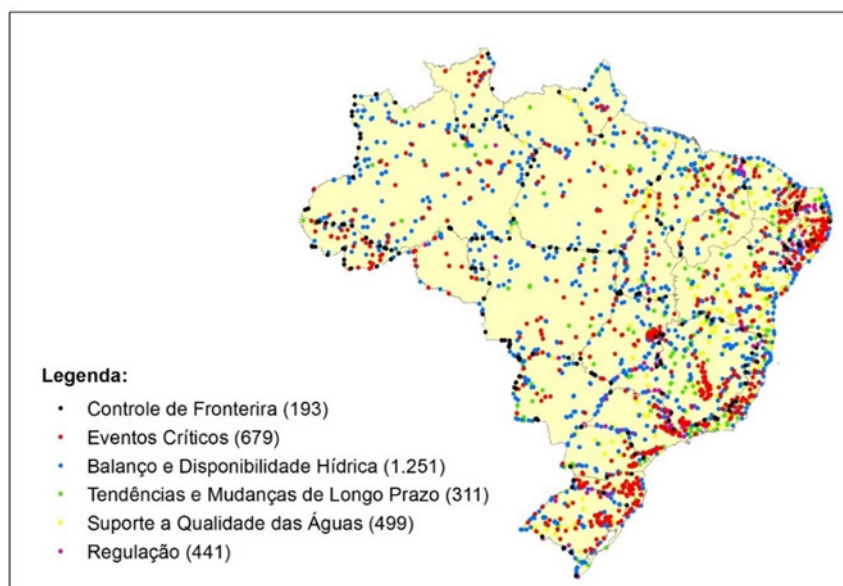 Legenda:
Controle de Fronterira (193)
Eventos Críticos (679)
Balanço e Disponibilidade Hídrica (1.251)
Tendências e Mudanças de Longo Prazo (311)
Suporte a Qualidade das Águas (499)
Regulação (441)